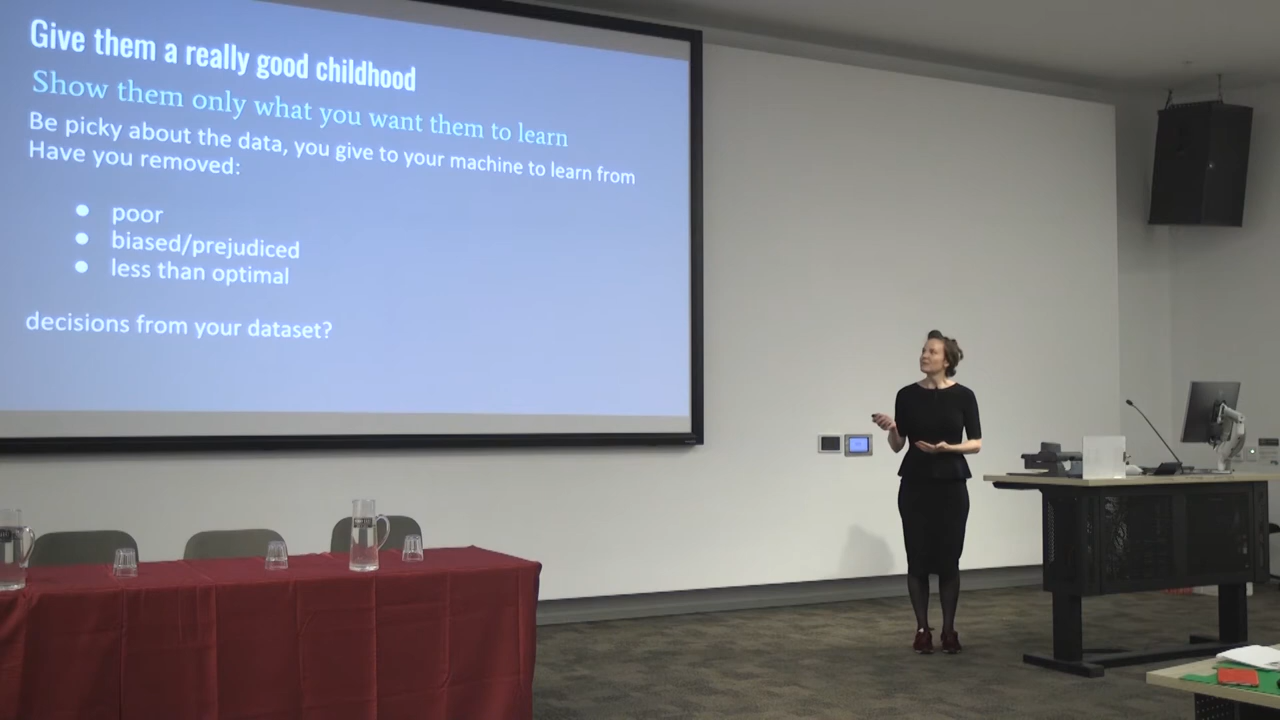 Give them a really good childhood
Show them only what you want them to learn
Be picky about the data, you give to your machine to learn from
Have you removed:
● poor
● biased/prejudiced
● less than optimal
decisions from your dataset?